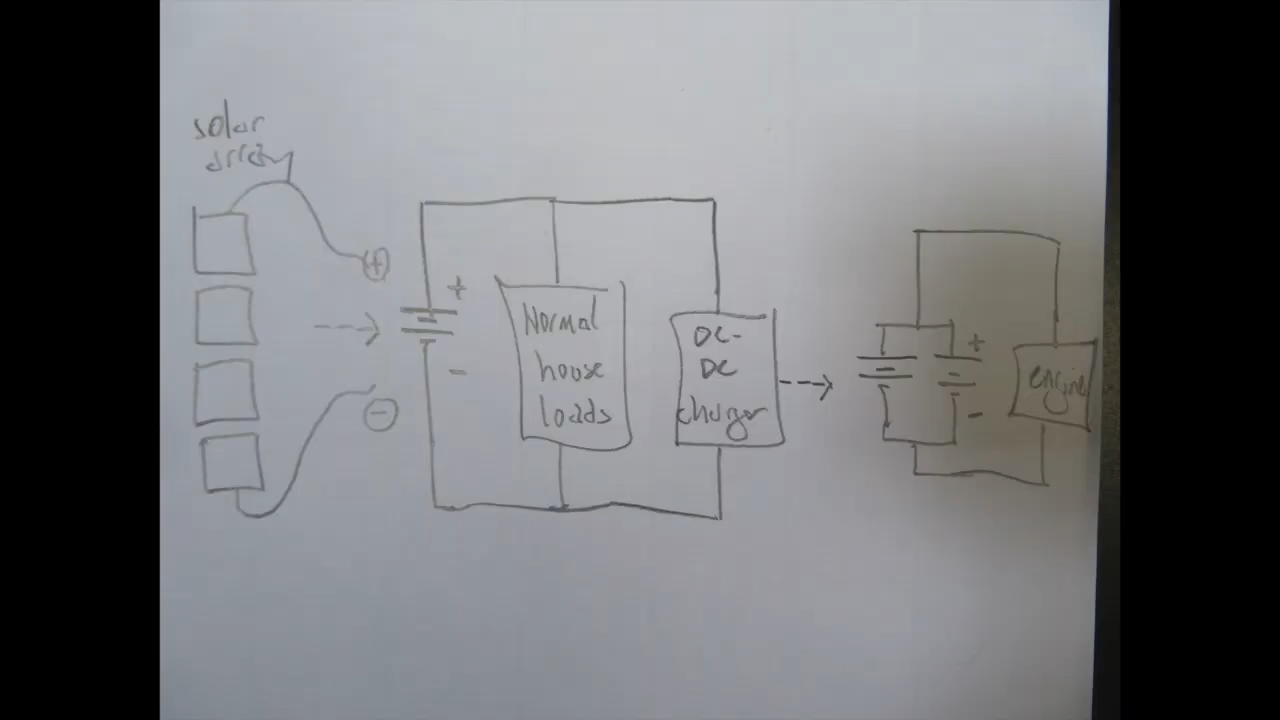 solar
array
+
-
+
-
Normal
house
loads
DC-
DC
charger
+
-
engine